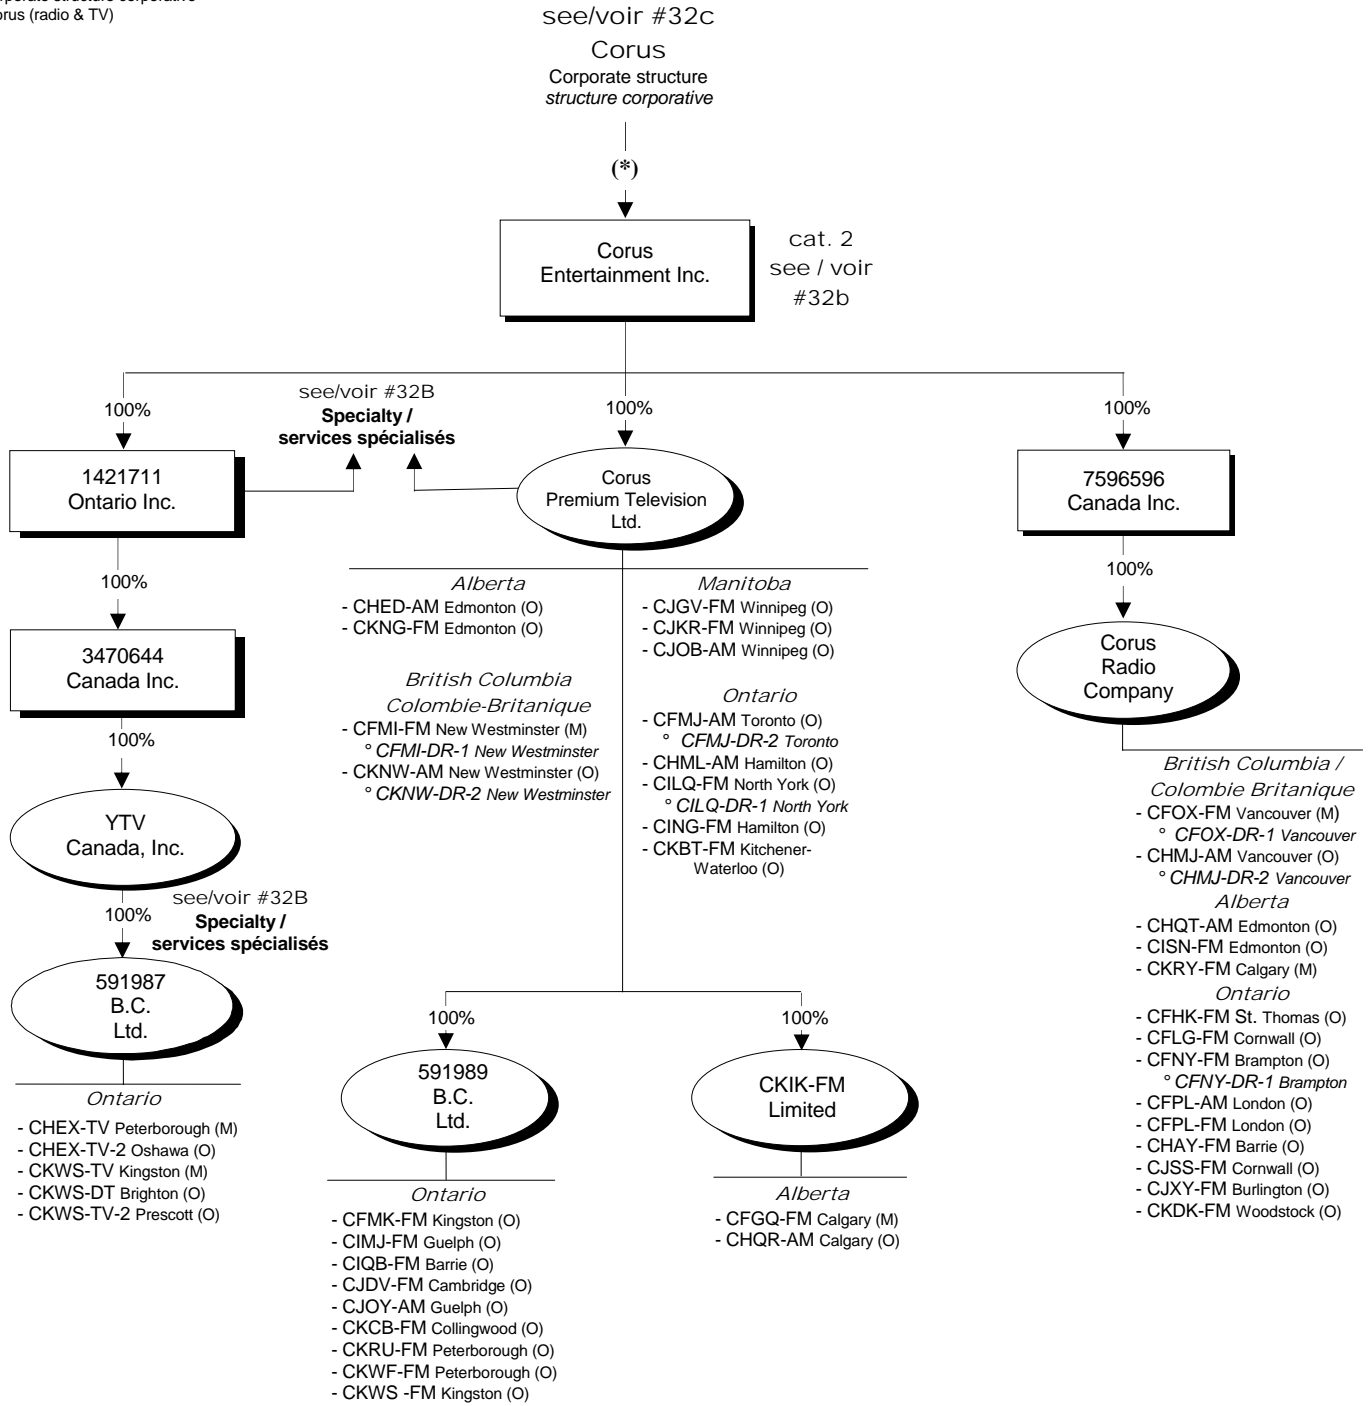 orus (radio & TV)
see/voir #32c
Corus
Corporate structure
structure corporative
(*)
Corus
Entertainment Inc.
cat. 2
see / voir
#32b
100%
see/voir #32B
Specialty /
services spécialisés
100%
100%
1421711
Ontario Inc.
Corus
Premium Television
Ltd.
7596596
Canada Inc.
100%
3470644
Canada Inc.
100%
YTV
Canada, Inc.
100%
see/voir #32B
Specialty /
services spécialisés
591987
B.C.
Ltd.
Ontario
- CHEX-TV Peterborough (M)
- CHEX-TV-2 Oshawa (O)
- CKWS-TV Kingston (M)
- CKWS-DT Brighton (O)
- CKWS-TV-2 Prescott (O)
Alberta
- CHED-AM Edmonton (O)
- CKNG-FM Edmonton (O)
British Columbia
Colombie-Britanique
- CFMI-FM New Westminster (M)
° CFMI-DR-1 New Westminster
- CKNW-AM New Westminster (O)
° CKNW-DR-2 New Westminster
Manitoba
- CJGV-FM Winnipeg (O)
- CJKR-FM Winnipeg (O)
- CJOB-AM Winnipeg (O)
Ontario
- CFMJ-AM Toronto (O)
° CFMJ-DR-2 Toronto
- CHML-AM Hamilton (O)
- CILQ-FM North York (O)
° CILQ-DR-1 North York
- CING-FM Hamilton (O)
- CKBT-FM Kitchener-
Waterloo (O)
100%
591989
B.C.
Ltd.
Ontario
- CFMK-FM Kingston (O)
- CIMJ-FM Guelph (O)
- CIQB-FM Barrie (O)
- CJDV-FM Cambridge (O)
- CJOY-AM Guelph (O)
- CKCB-FM Collingwood (O)
- CKRU-FM Peterborough (O)
- CKWF-FM Peterborough (O)
- CKWS -FM Kingston (O)
100%
CKIK-FM
Limited
Alberta
- CFGQ-FM Calgary (M)
- CHQR-AM Calgary (O)
100%
Corus
Radio
Company
British Columbia /
Colombie Britanique
- CFOX-FM Vancouver (M)
° CFOX-DR-1 Vancouver
- CHMJ-AM Vancouver (O)
° CHMJ-DR-2 Vancouver
Alberta
- CHQT-AM Edmonton (O)
- CISN-FM Edmonton (O)
- CKRY-FM Calgary (M)
Ontario
- CFHK-FM St. Thomas (O)
- CFLG-FM Cornwall (O)
- CFNY-FM Brampton (O)
° CFNY-DR-1 Brampton
- CFPL-AM London (O)
- CFPL-FM London (O)
- CHAY-FM Barrie (O)
- CJSS-FM Cornwall (O)
- CJXY-FM Burlington (O)
- CKDK-FM Woodstock (O)